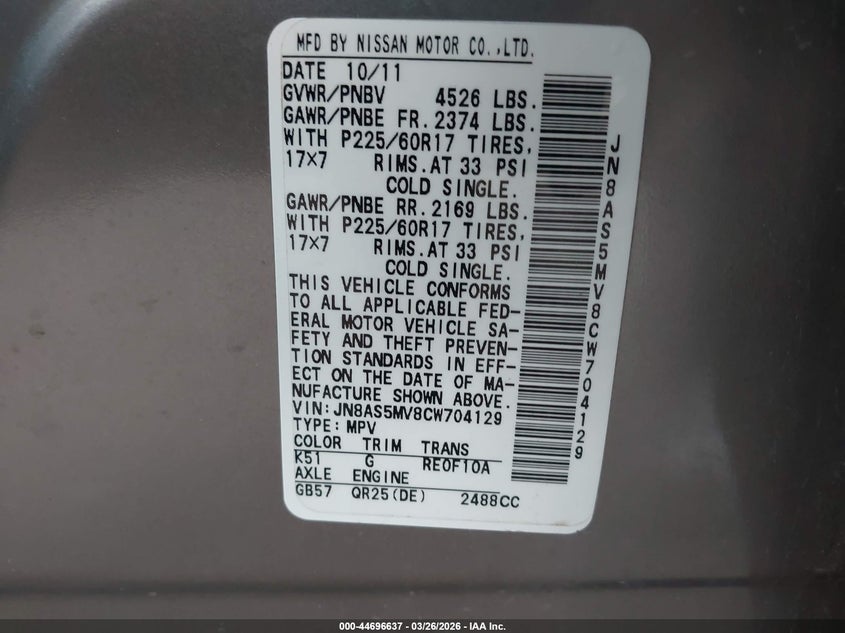 MFD BY NISSAN MOTOR CO.,LTD.
DATE 10/11
GVWR/PNBV 4526 LBS.
GAWR/PNBE FR. 2374 LBS.
WITH P225/60R17 TIRES,
17×7 RIMS.AT 33 PSI
COLD SINGLE.
GAWR/PNBE RR. 2169 LBS.
WITH P225/60R17 TIRES,
17×7 RIMS.AT 33 PSI
COLD SINGLE.
THIS VEHICLE CONFORMS
TO ALL APPLICABLE FED-
ERAL MOTOR VEHICLE SA-
FETY AND THEFT PREVEN-
TION STANDARDS IN EFF-
ECT ON THE DATE OF MA-
NUFACTURE SHOWN ABOVE.
VIN:JN8AS5MV8CW704129
TYPE:MPV
COLOR TRIM TRANS
K51 G RE0F10A
AXLE ENGINE
GB57 QR25(DE) 2488CC
JN8AS5MV8CW704129
000-44696637 - 03/26/2026 - IAA Inc.